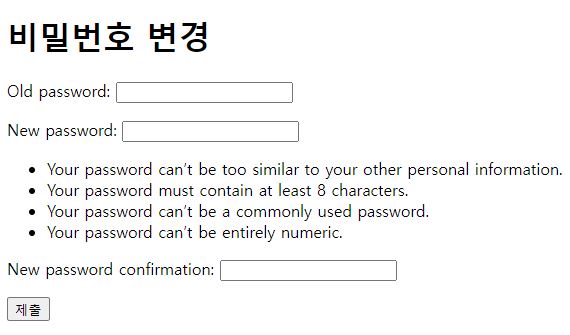 비밀번호 변경
Old password:
New password:
• Your password can't be too similar to your other personal information.
• Your password must contain at least 8 characters.
• Your password can't be a commonly used password.
• Your password can't be entirely numeric.
New password confirmation:
제출